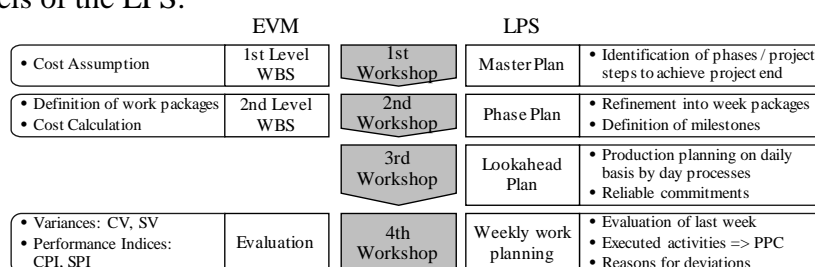 els of the LPS:
EVM LPS
• Cost Assumption
1st Level
WBS
1st
Workshop
Master Plan
• Identification of phases / project
steps to achieve project end
• Definition of work packages
• Cost Calculation
2nd Level
WBS
2nd
Workshop
Phase Plan
• Refinement into week packages
• Definition of milestones
3rd
Workshop
Lookahead
Plan
• Production planning on daily
basis by day processes
• Reliable commitments
• Variances: CV, SV
• Performance Indices:
CPI, SPI
Evaluation
4th
Workshop
Weekly work
planning
• Evaluation of last week
• Executed activities => PPC
• Reasons for deviations